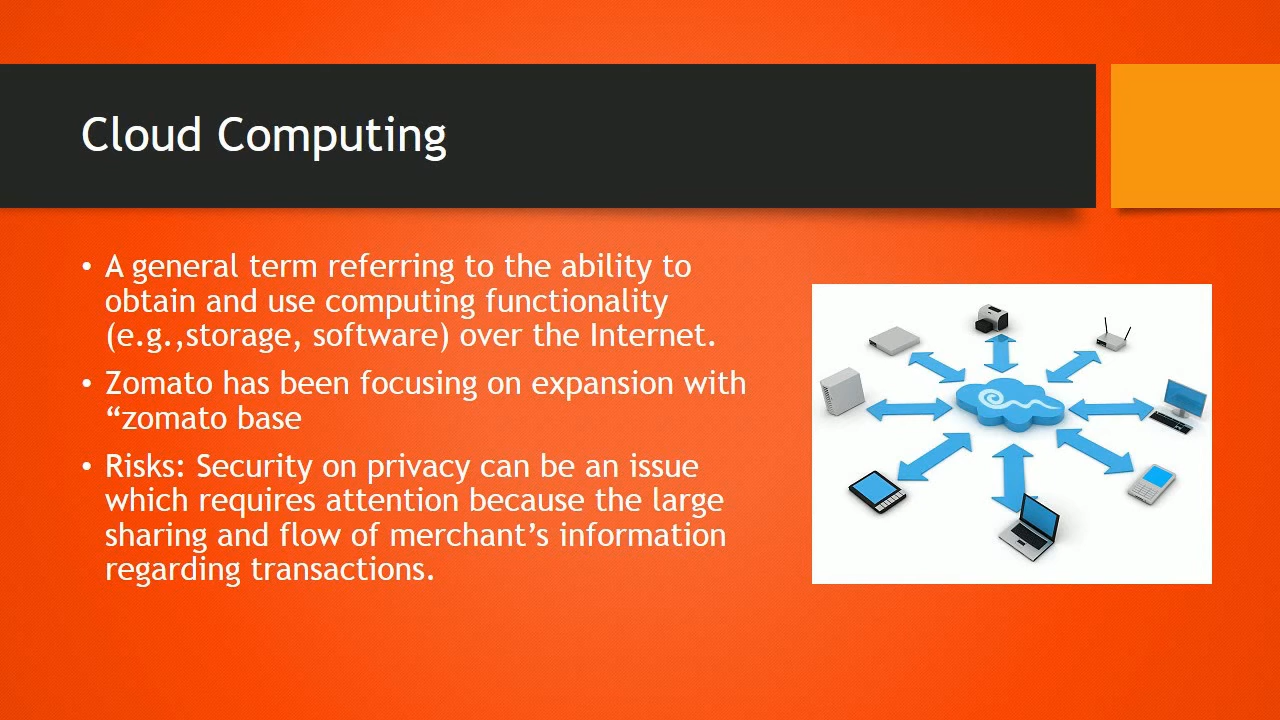 Cloud Computing
• A general term referring to the ability to
obtain and use computing functionality
(e.g.,storage, software) over the Internet.
• Zomato has been focusing on expansion with
“zomato base
• Risks: Security on privacy can be an issue
which requires attention because the large
sharing and flow of merchant’s information
regarding transactions.